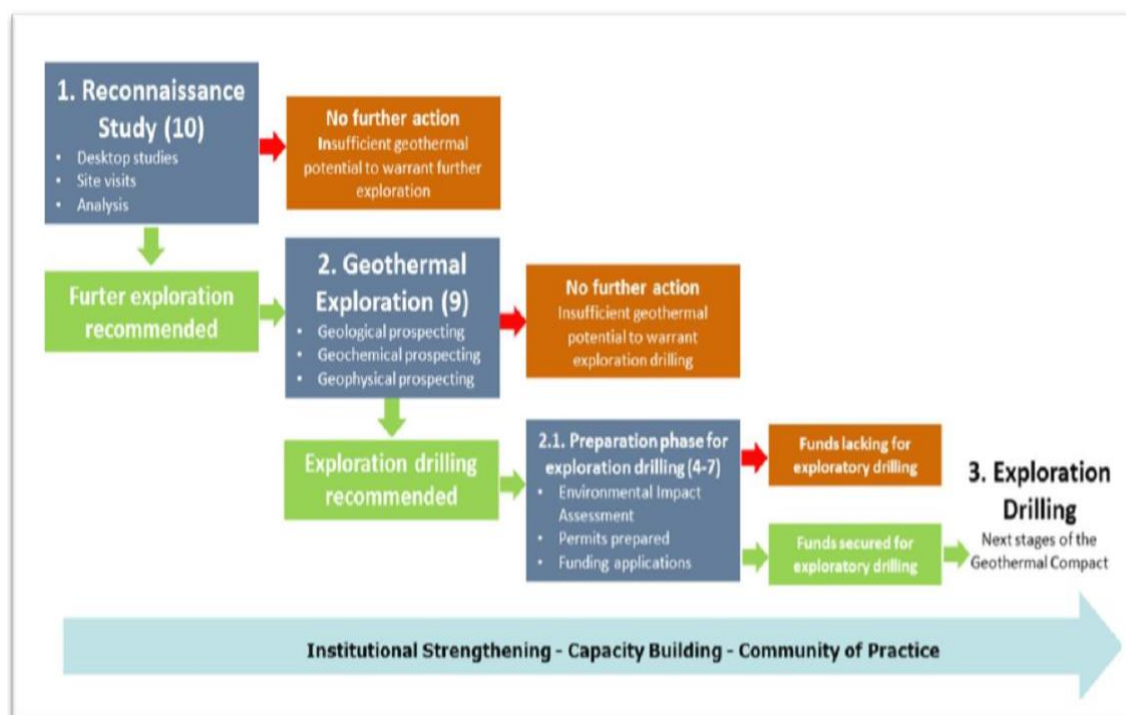 1. Reconnaissance
Study (10)
• Desktop studies
• Site visits
• Analysis
No further action
Insufficient geothermal
potential to warrant further
exploration
Furter exploration
recommended
2. Geothermal
Exploration (9)
• Geological prospecting
• Geochemical prospecting
• Geophysical prospecting
No further action
Insufficient geothermal
potential to warrant
exploration drilling
Exploration drilling
recommended
2.1. Preparation phase for
exploration drilling (4-7)
• Environmental Impact
Assessment
• Permits prepared
• Funding applications
Funds lacking for
exploratory drilling
Funds secured for
exploratory drilling
3. Exploration
Drilling
Next stages of the
Geothermal Compact
Institutional Strengthening - Capacity Building - Community of Practice